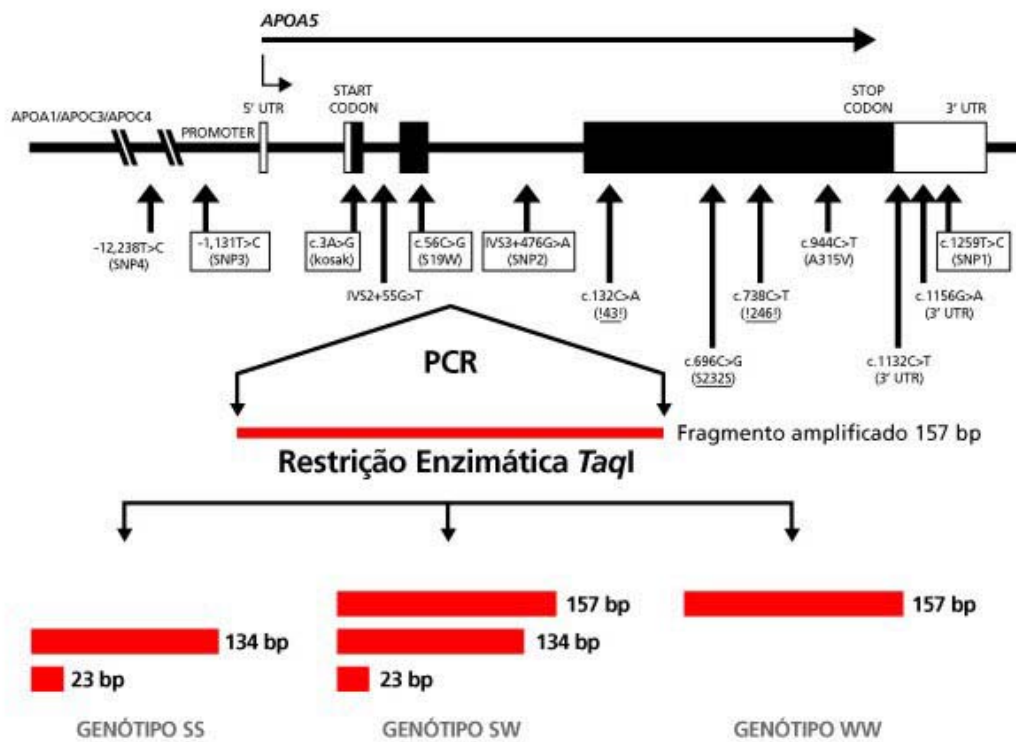 APOA5
5' UTR
START
CODON
STOP
CODON
3' UTR
APOA1/APOC3/APOC4
PROMOTER
-12,238T>C
(SNP4)
-1,131T>C
(SNP3)
c.3A>G
(kosak)
c.56C>G
(S19W)
IVS3+476G>A
(SNP2)
c.944C>T
(A315V)
c.1259T>C
(SNP1)
IVS2+55G>T
c.132C>A
(!43!)
c.738C>T
(!246!)
c.1156G>A
(3' UTR)
c.696C>G
(S232S)
c.1132C>T
(3' UTR)
PCR
Fragmento amplificado 157 bp
Restrição Enzimática TaqI
157 bp
157 bp
134 bp
134 bp
23 bp
23 bp
GENÓTIPO SS
GENÓTIPO SW
GENÓTIPO WW